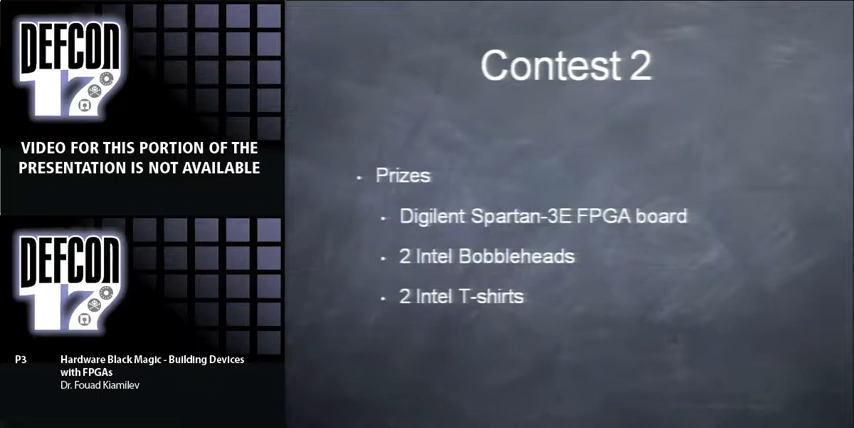 DEFCON
17
VIDEO FOR THIS PORTION OF THE
PRESENTATION IS NOT AVAILABLE
DEFCON
17
P3 Hardware Black Magic - Building Devices
with FPGAs
Dr. Fouad Kiamilev
Contest 2
• Prizes
• Digilent Spartan-3E FPGA board
• 2 Intel Bobbleheads
• 2 Intel T-shirts